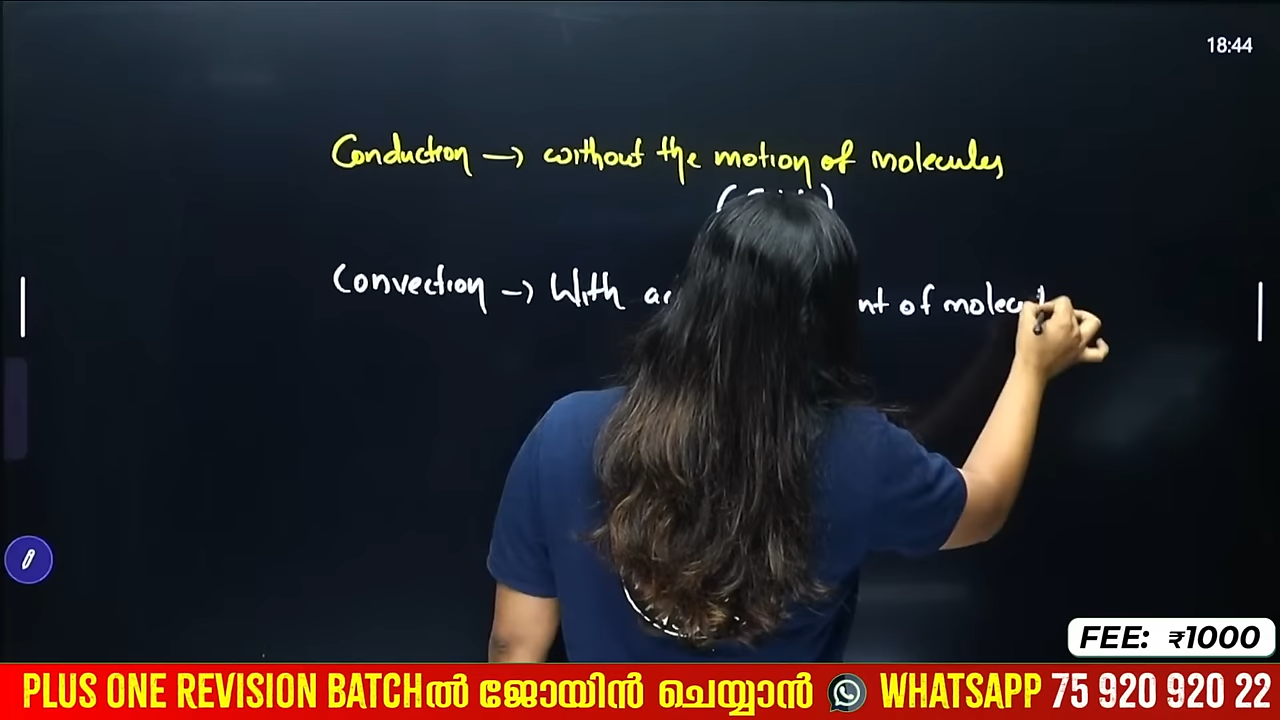 18:44
Conduction → without the motion of molecules
Convection → With nt of molecu
FEE: ₹1000
PLUS ONE REVISION BATCHൽ ജോയിൻ ചെയ്യാൻ WHATSAPP 75 920 920 22